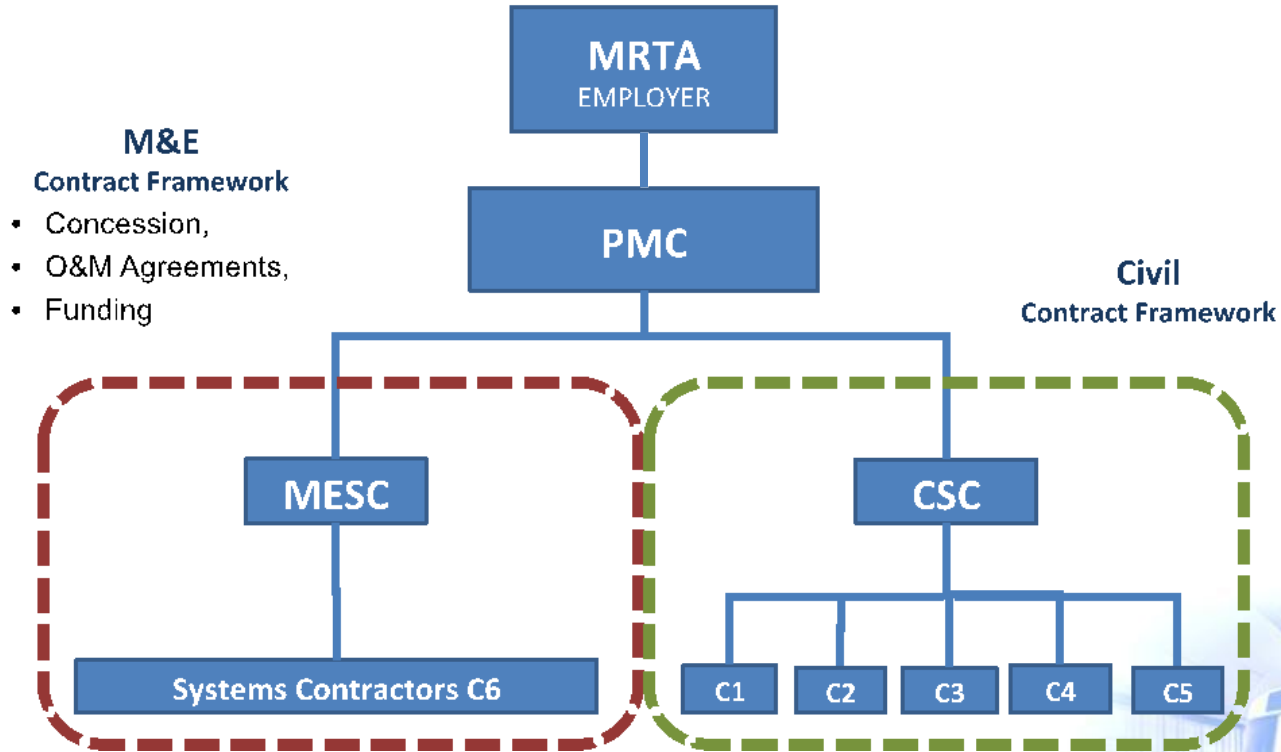 MRTA
EMPLOYER
M&E
Contract Framework
• Concession,
• O&M Agreements,
• Funding
PMC
Civil
Contract Framework
MESC
CSC
Systems Contractors C6
C1
C2
C3
C4
C5